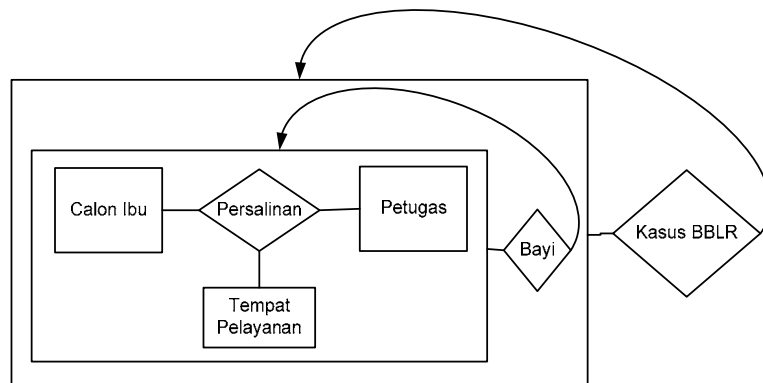 Calon Ibu
Persalinan
Petugas
Tempat
Pelayanan
Bayi
Kasus BBLR